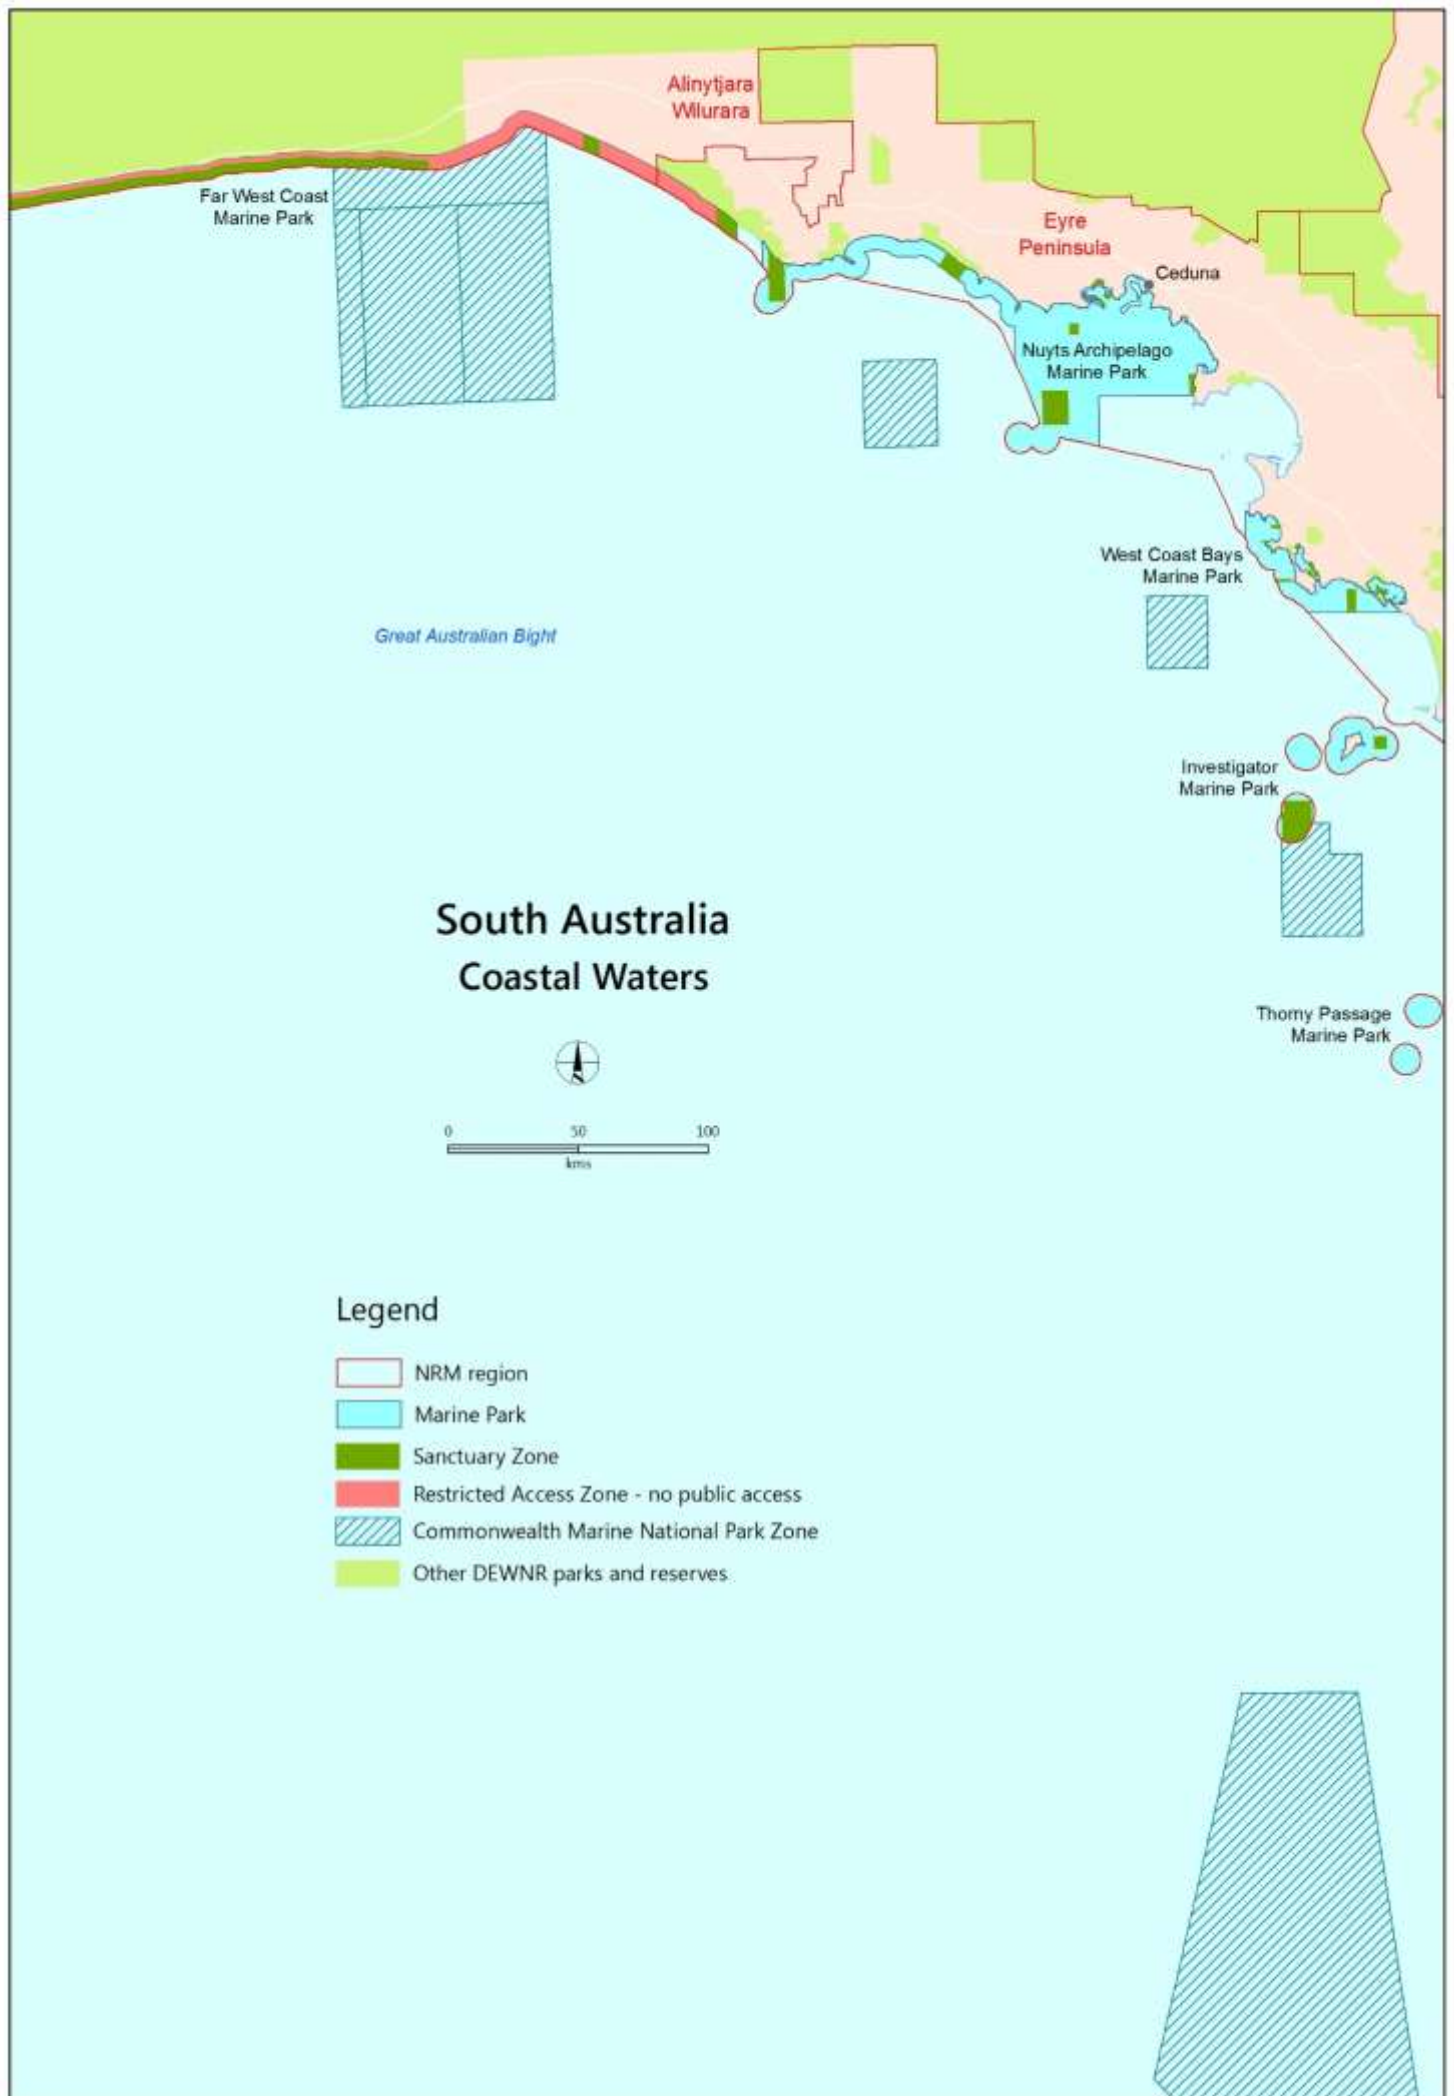 Alinytjara
Wilurara
Far West Coast
Marine Park
Eyre
Peninsula
Ceduna
Nuyts Archipelago
Marine Park
West Coast Bays
Marine Park
Great Australian Bight
Investigator
Marine Park
South Australia
Coastal Waters
Thorny Passage
Marine Park
N
0 50 100
kms
Legend
NRM region
Marine Park
Sanctuary Zone
Restricted Access Zone - no public access
Commonwealth Marine National Park Zone
Other DEWNR parks and reserves